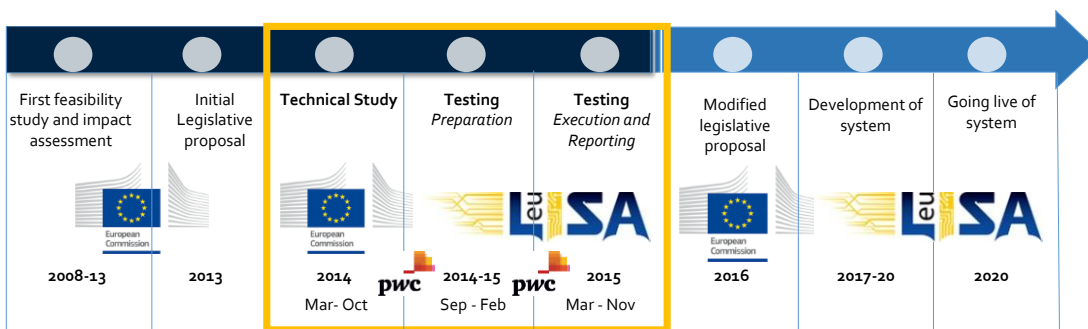 First feasibility
study and impact
assessment
Initial
Legislative
proposal
Technical Study
Testing
Preparation
Testing
Execution and
Reporting
Modified
legislative
proposal
Development of
system
Going live of
system
European
Commission
European
Commission
eu
LISA
European
Commission
eu
LISA
2008-13
2013
2014
Mar- Oct
pwc
2014-15
Sep - Feb
pwc
2015
Mar - Nov
2016
2017-20
2020